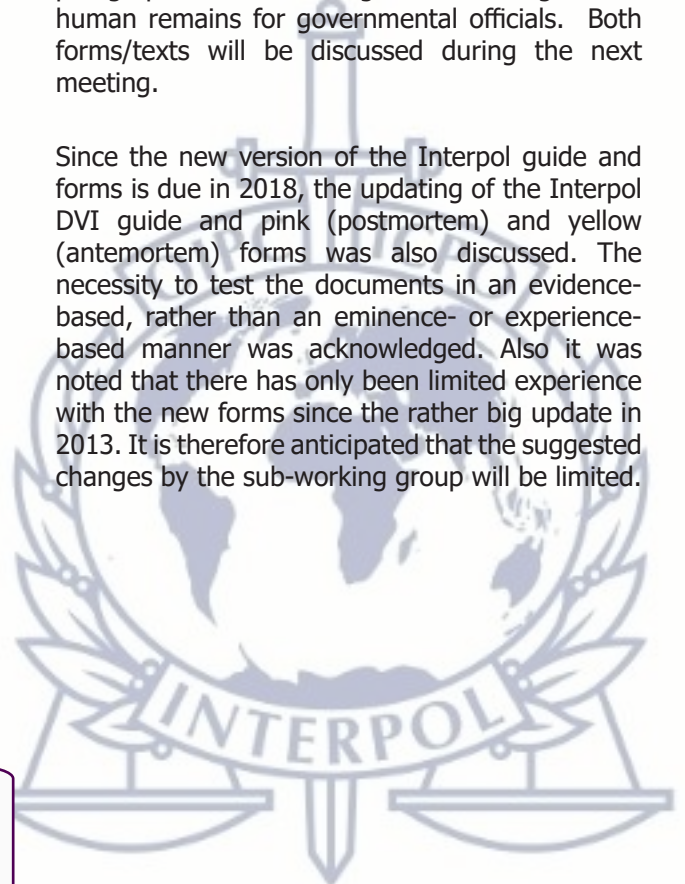 human remains for governmental officials. Both
forms/texts will be discussed during the next
meeting.
Since the new version of the Interpol guide and
forms is due in 2018, the updating of the Interpol
DVI guide and pink (postmortem) and yellow
(antemortem) forms was also discussed. The
necessity to test the documents in an evidence-
based, rather than an eminence- or experience-
based manner was acknowledged. Also it was
noted that there has only been limited experience
with the new forms since the rather big update in
2013. It is therefore anticipated that the suggested
changes by the sub-working group will be limited.
INTERPOL